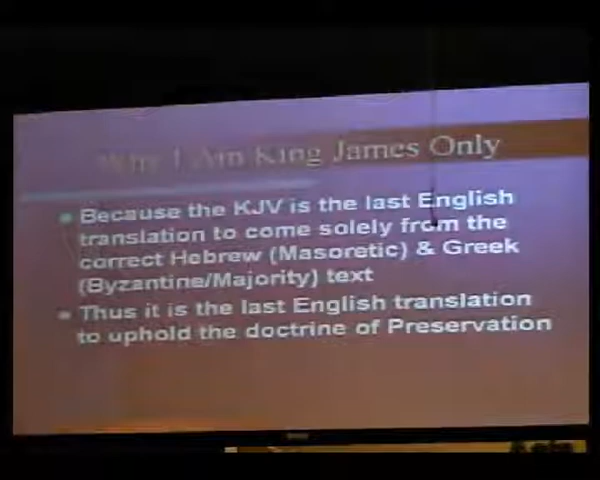 Why I Am King James Only
Because the KJV is the last English
translation to come solely from the
correct Hebrew (Masoretic) & Greek
(Byzantine/Majority) text
Thus it is the last English translation
to uphold the doctrine of Preservation